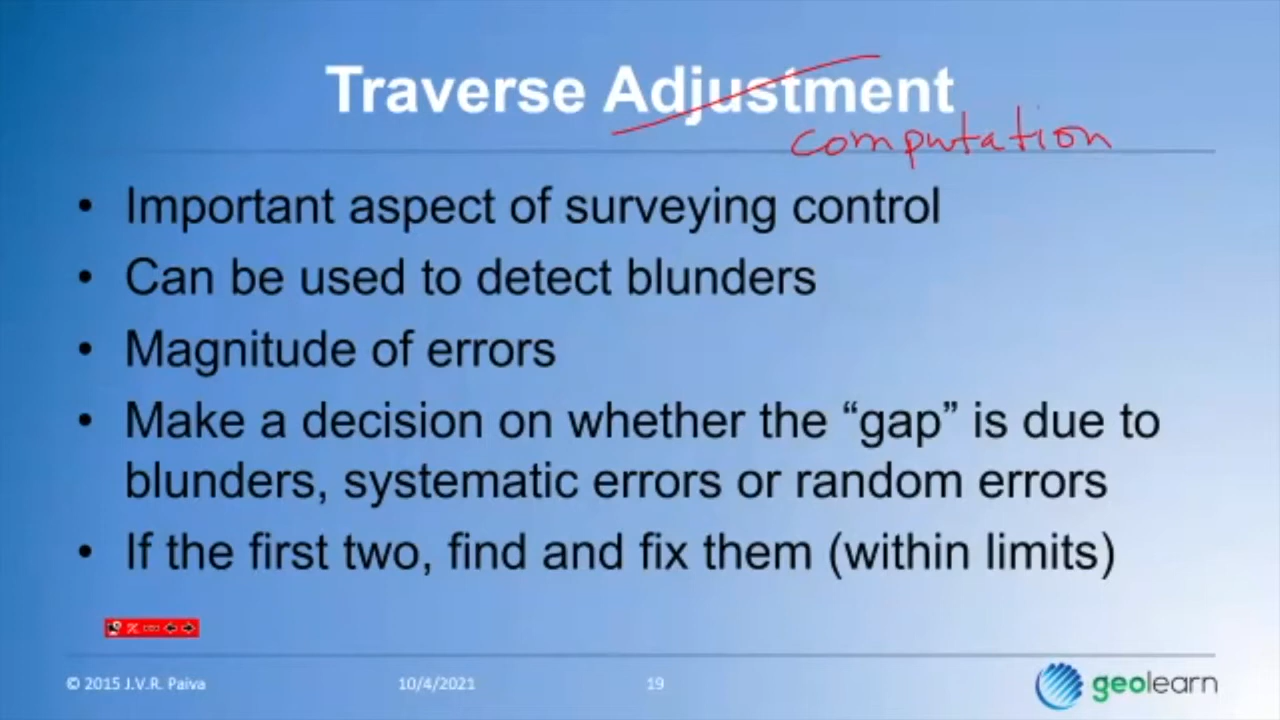 Traverse Adjustment
computation
• Important aspect of surveying control
• Can be used to detect blunders
• Magnitude of errors
• Make a decision on whether the “gap” is due to
blunders, systematic errors or random errors
• If the first two, find and fix them (within limits)
© 2015 J.V.R. Paiva 10/4/2021 19 geolearn